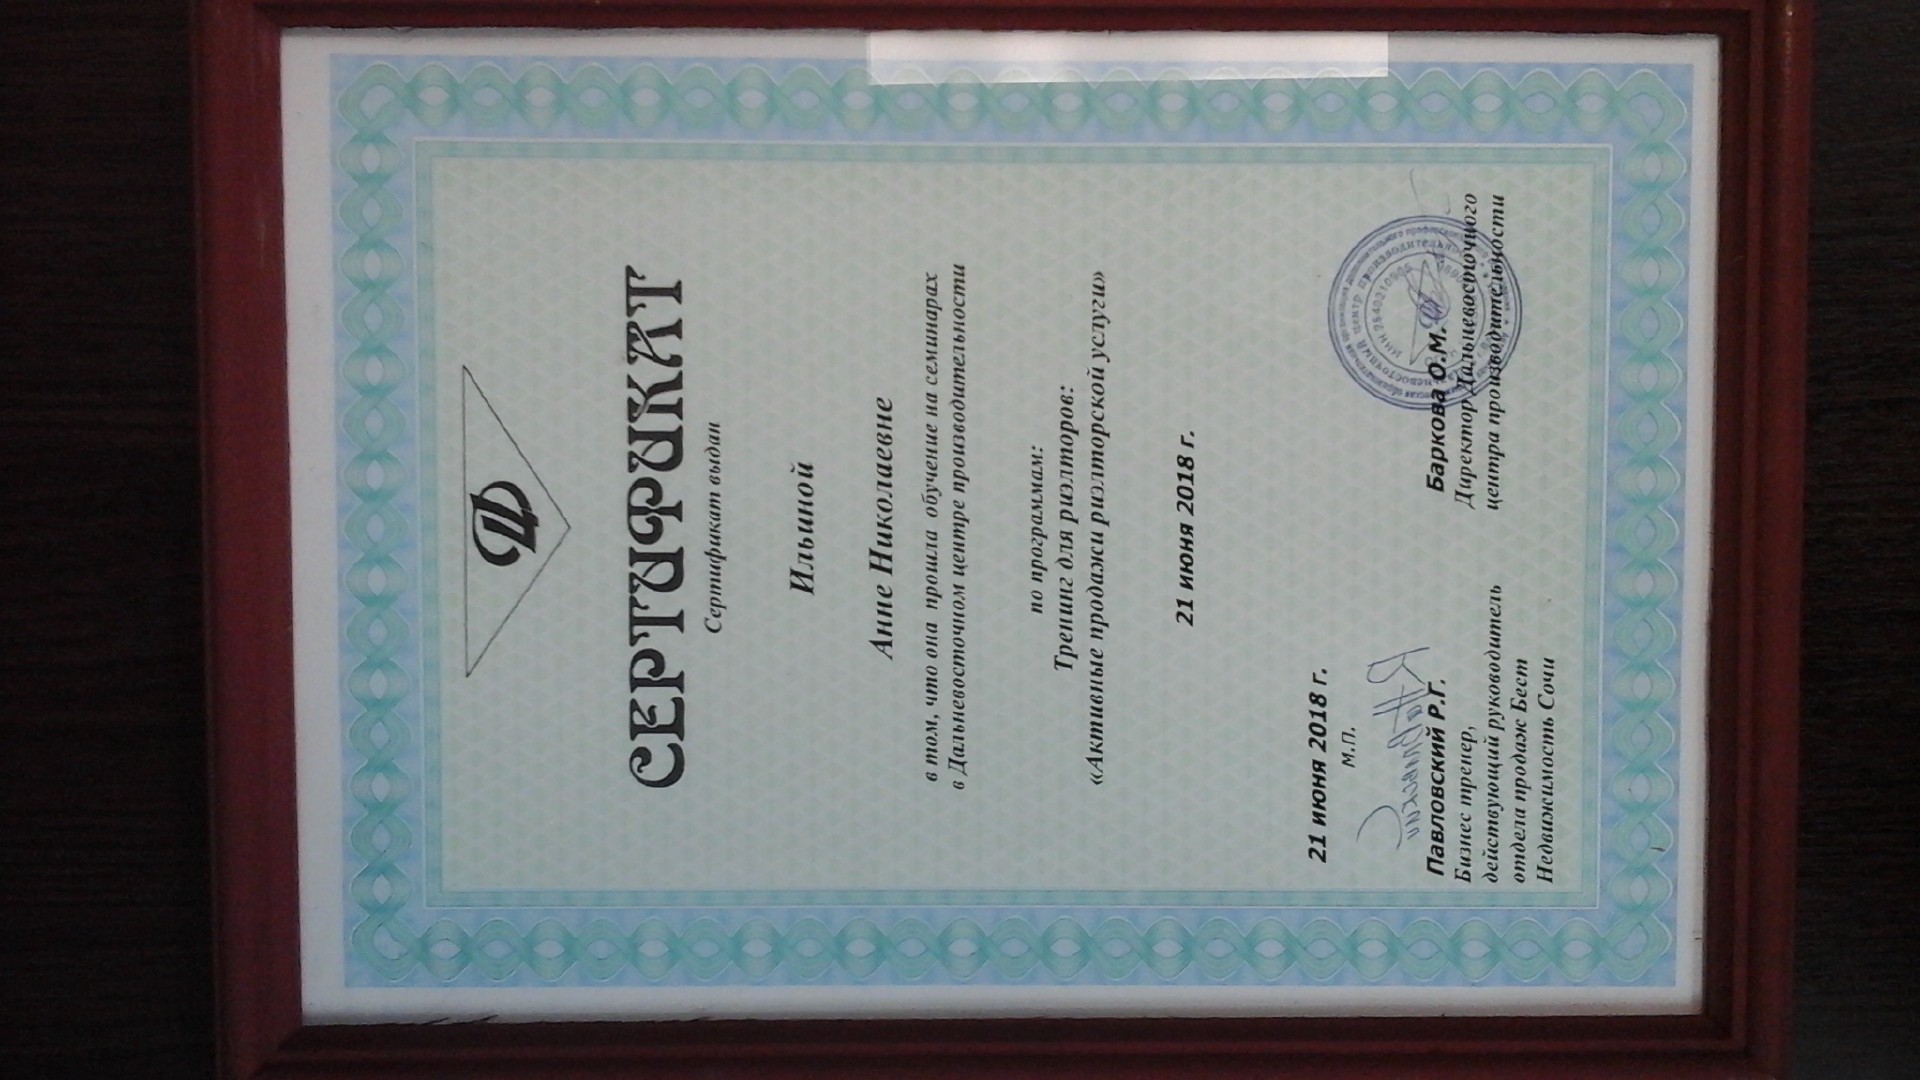 СЕРТИФИКАТ
Сертификат выдан
Ильиной
Анне Николаевне
в том, что она прошла обучение на семинарах
в Дальневосточном центре производительности
по программам:
Тренинг для риэлторов:
«Активные продажи риэлторской услуги»
21 июня 2018 г.
21 июня 2018 г.
М.П.
Павловский Р.Г.
Бизнес тренер,
действующий руководитель
отдела продаж Бест
Недвижимость Сочи
Баркова О.М.
Директор Дальневосточного
центра производительности